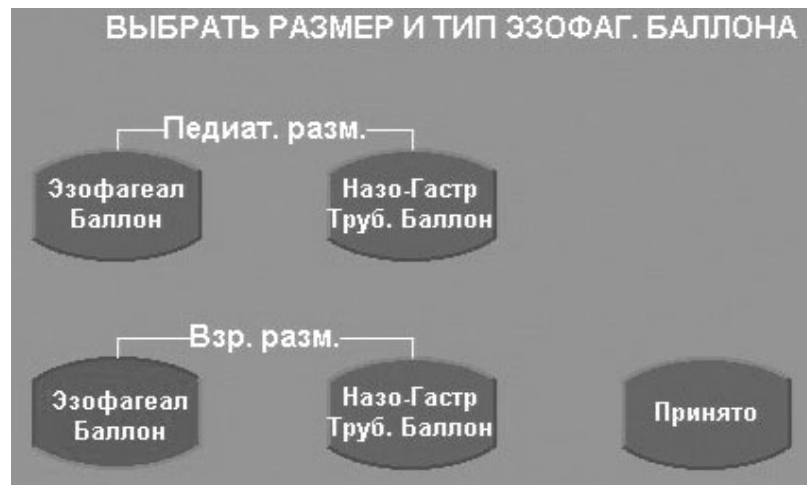 ВЫБРАТЬ РАЗМЕР И ТИП ЭЗОФАГ. БАЛЛОНА
Педиат. разм.
Эзофагеал
Баллон
Назо-Гастр
Труб. Баллон
Взр. разм.
Эзофагеал
Баллон
Назо-Гастр
Труб. Баллон
Принято